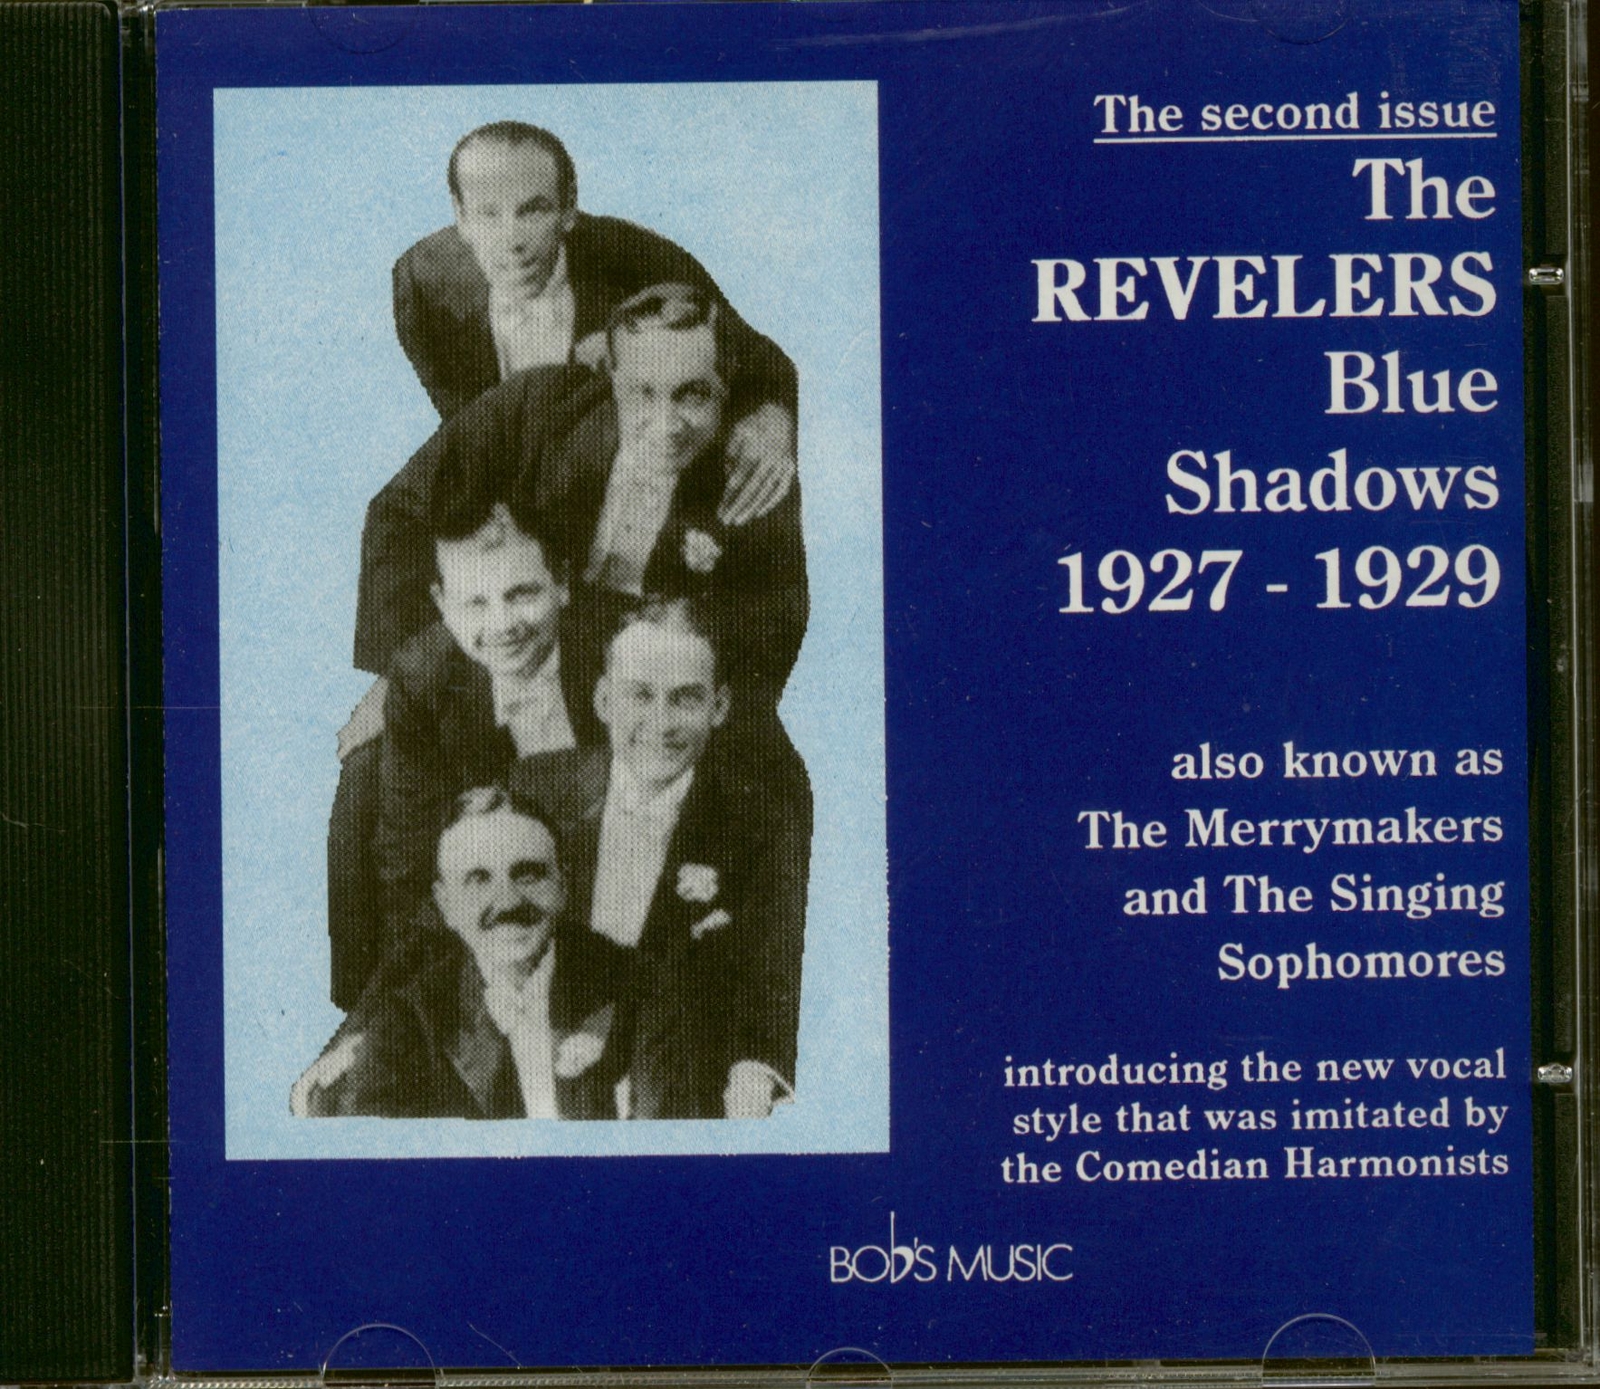 The second issue
The
REVELERS
Blue
Shadows
1927 - 1929
also known as
The Merrymakers
and The Singing
Sophomores
introducing the new vocal
style that was imitated by
the Comedian Harmonists
BOb'S MUSIC